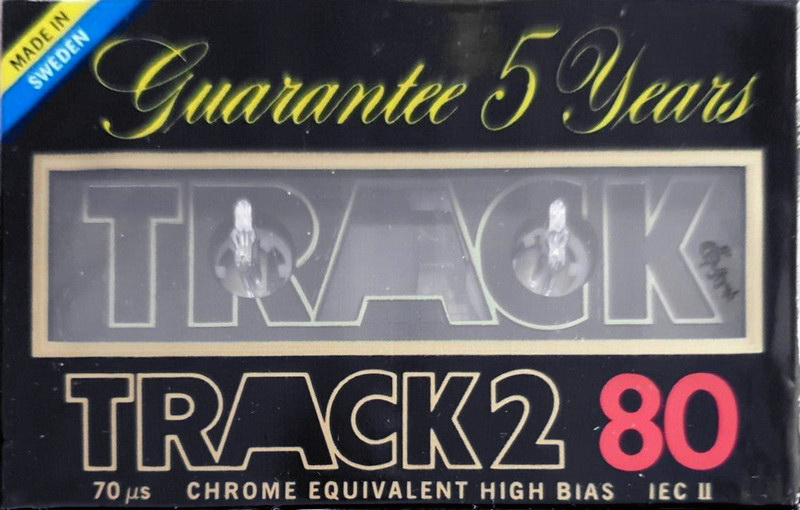 MADE IN
SWEDEN
Guarantee 5 Years
TRACK
TRACK 2 80
70 µs CHROME EQUIVALENT HIGH BIAS IEC II